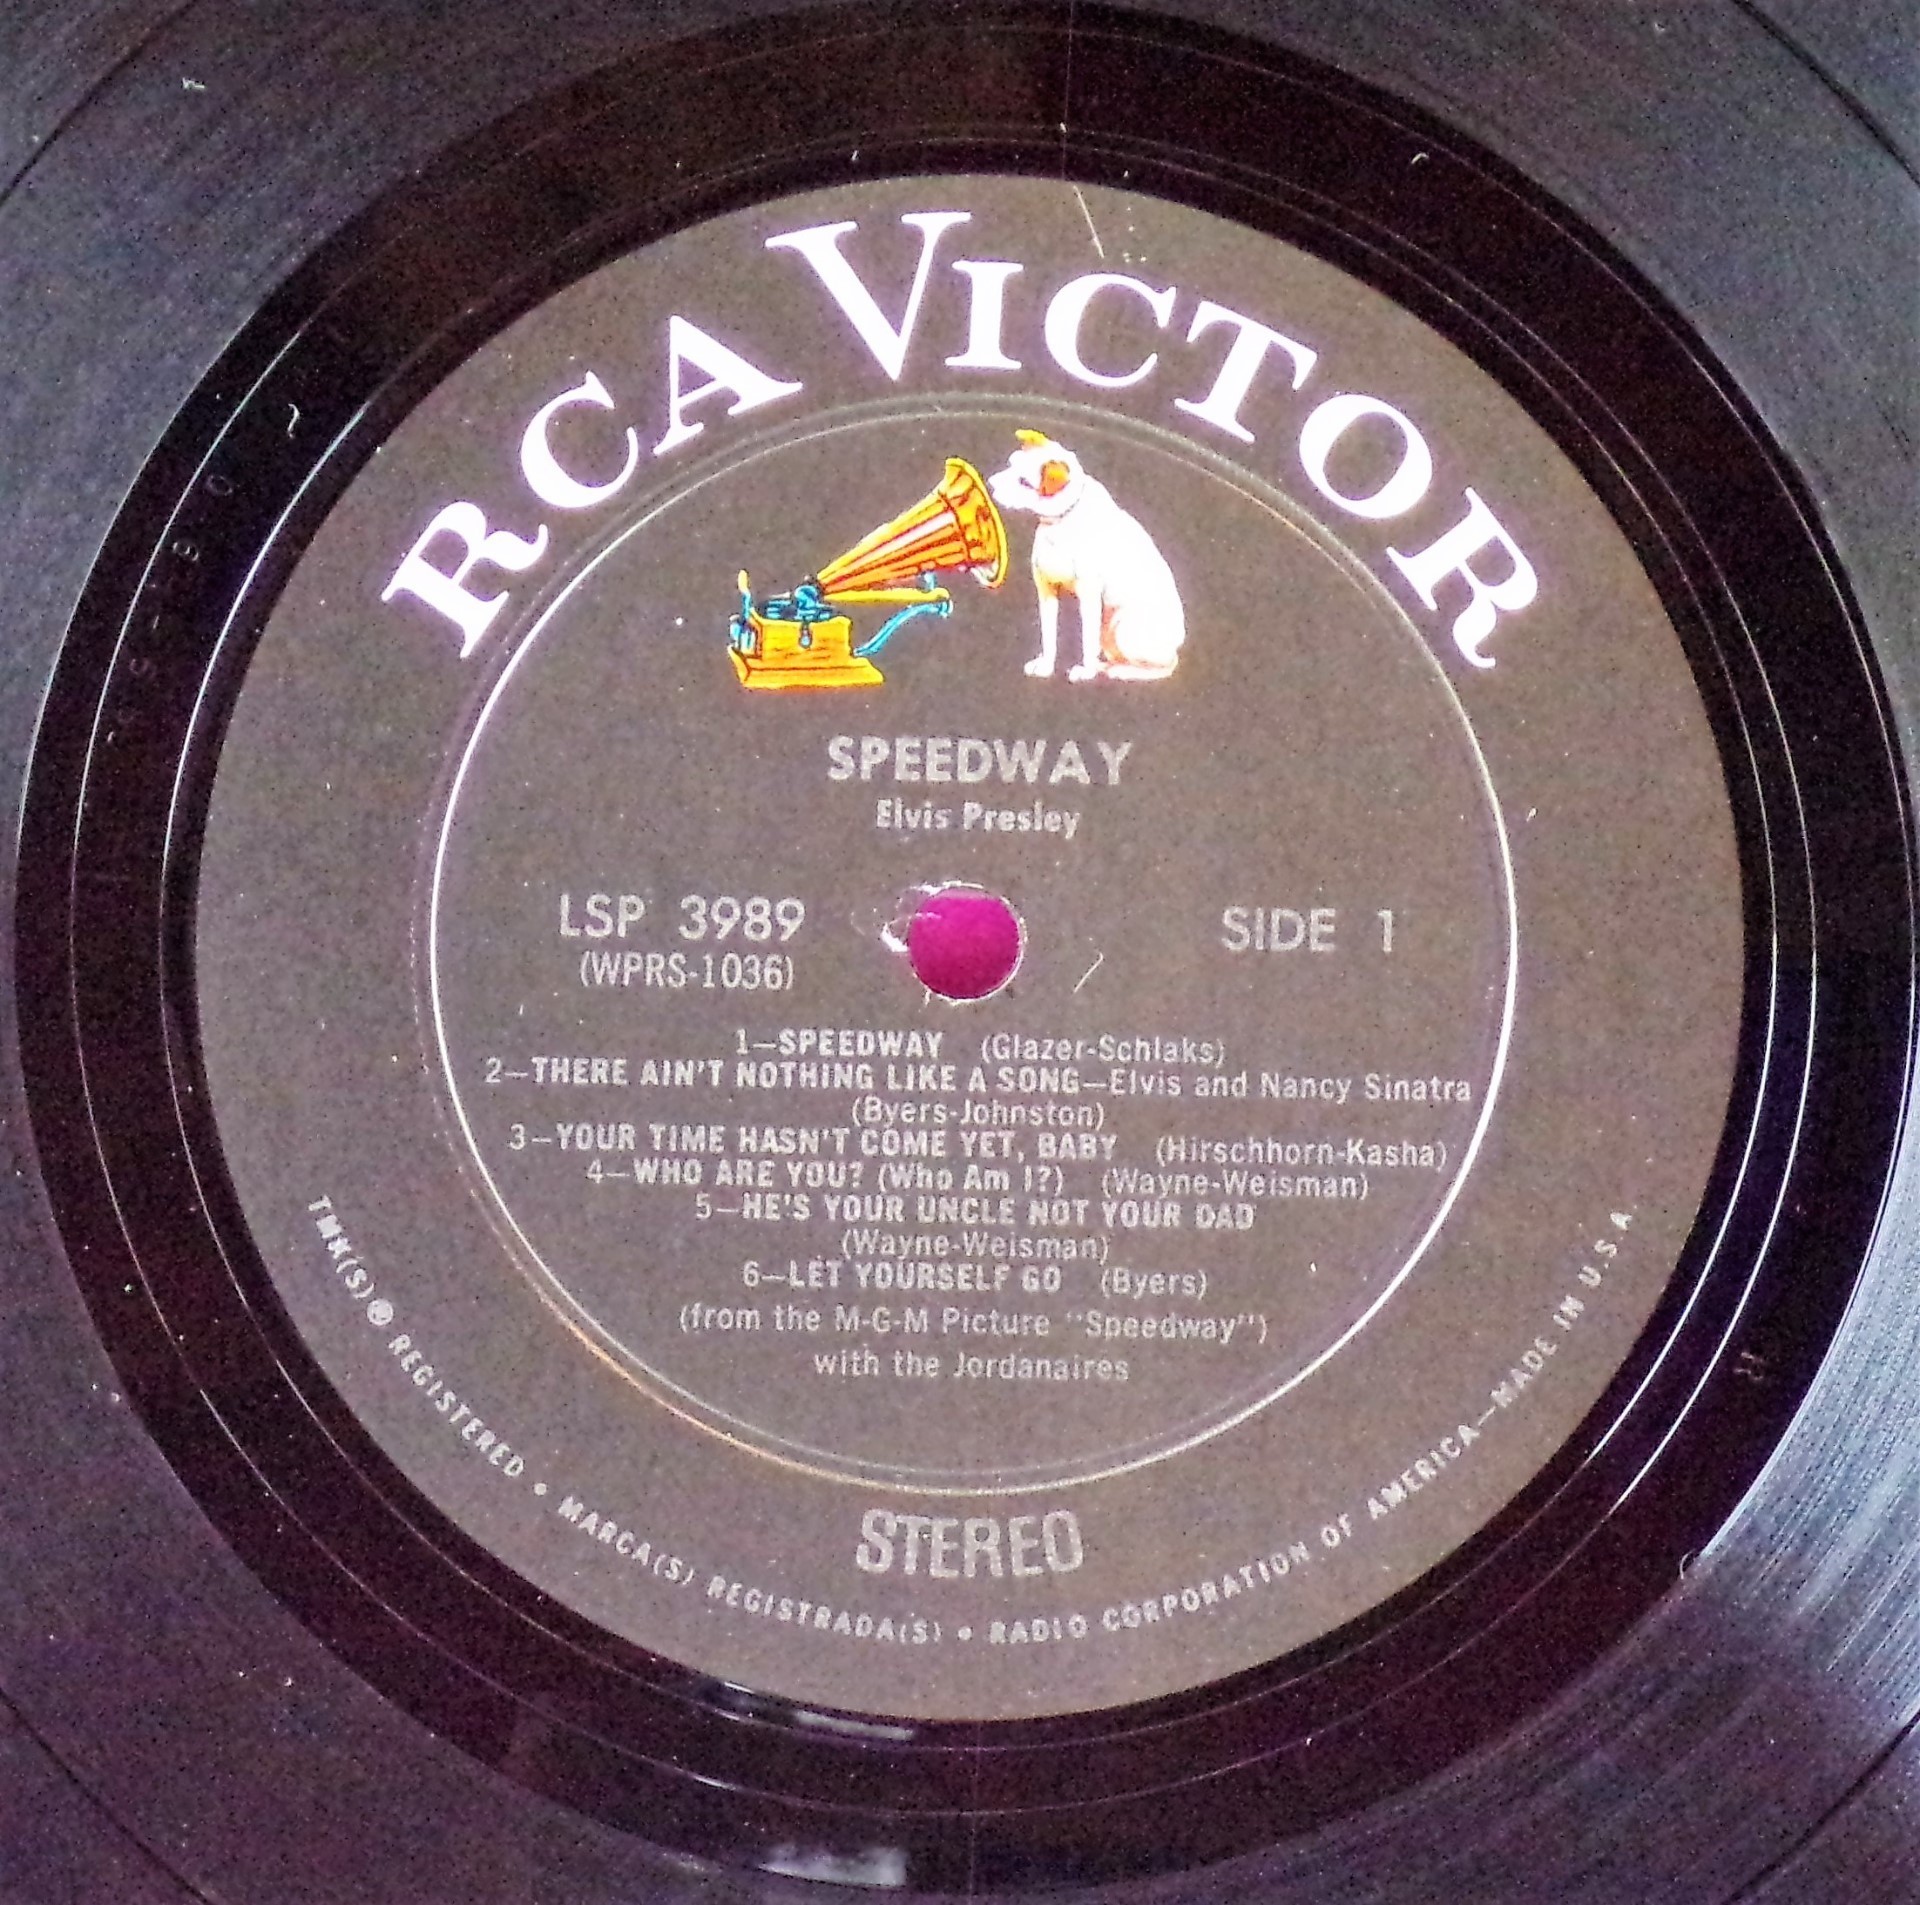 RCA VICTOR
SPEEDWAY
Elvis Presley
LSP 3989
(WPRS-1036)
SIDE 1
1—SPEEDWAY (Glazer-Schlaks)
2—THERE AIN'T NOTHING LIKE A SONG—Elvis and Nancy Sinatra
(Byers-Johnston)
3—YOUR TIME HASN'T COME YET, BABY (Hirschhorn-Kasha)
4—WHO ARE YOU? (Who Am I?) (Wayne-Weisman)
5—HE'S YOUR UNCLE NOT YOUR DAD
(Wayne-Weisman)
6—LET YOURSELF GO (Byers)
(from the M-G-M Picture "Speedway")
with the Jordanaires
STEREO
TMK(S) ® REGISTERED • MARCA(S) REGISTRADA(S) • RADIO CORPORATION OF AMERICA—MADE IN U.S.A